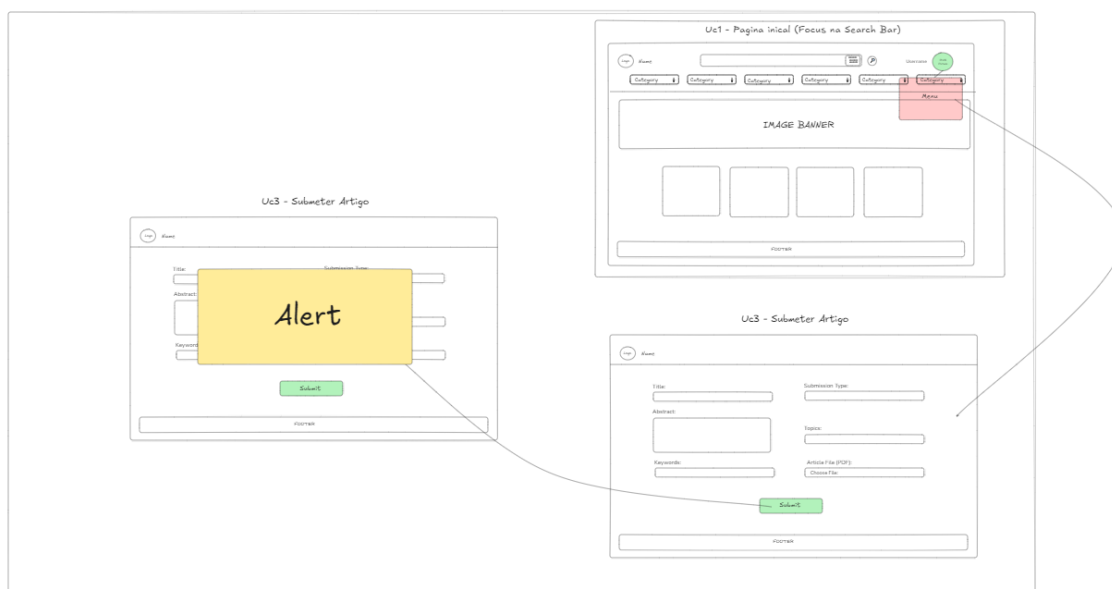 Uc1 - Pagina inical (Focus na Search Bar)
Logo Name Username
Category Category Category Category Category Category
Menu
IMAGE BANNER
FOOTER
Uc3 - Submeter Artigo
Logo Name
Title: Submission Type:
Abstract:
Alert
Keyword
Submit
FOOTER
Uc3 - Submeter Artigo
Logo Name
Title: Submission Type:
Abstract:
Topics:
Keywords: Article File (PDF):
Choose File
Submit
FOOTER